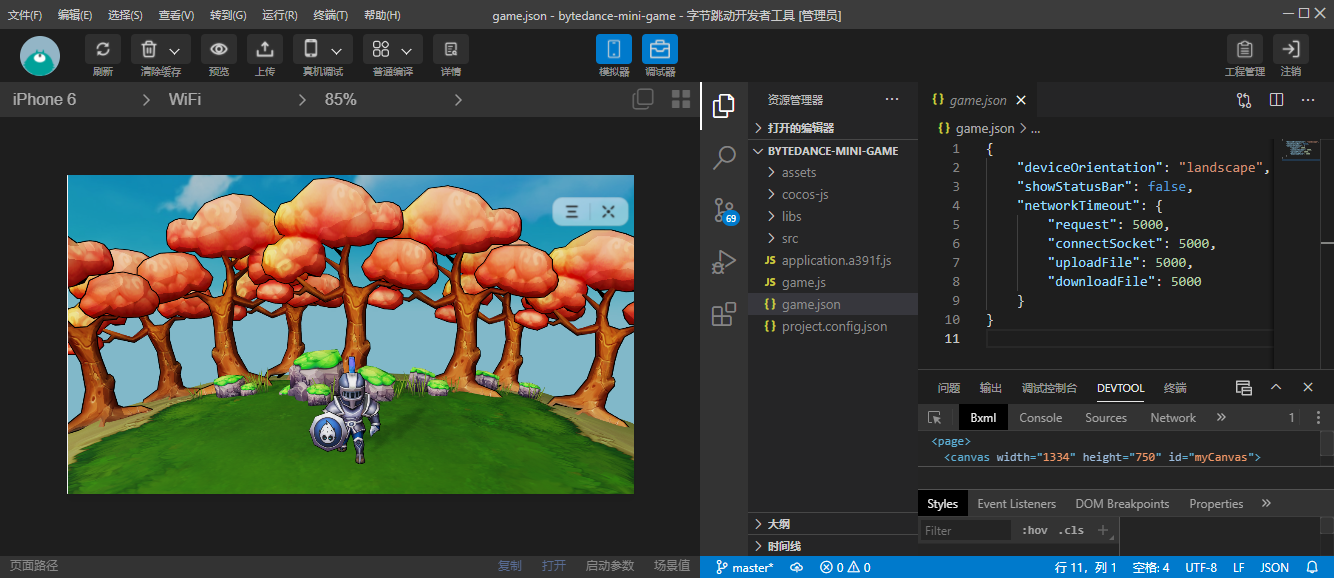 文件(F) 编辑(E) 选择(S) 查看(V) 转到(G) 运行(R) 终端(T) 帮助(H) game.json - bytedance-mini-game - 字节跳动开发者工具 [管理员]
刷新 清除缓存 预览 上传 真机调试 普通编译 详情 模拟器 调试器 工程管理 注销
iPhone 6 WiFi 85%
资源管理器
打开的编辑器
BYTEDANCE-MINI-GAME
assets
cocos-js
libs
src
JS application.a391f.js
JS game.js
{} game.json
{} project.config.json
大纲
时间线
69
{} game.json
{} game.json > ...
1 {
2 "deviceOrientation": "landscape",
3 "showStatusBar": false,
4 "networkTimeout": {
5 "request": 5000,
6 "connectSocket": 5000,
7 "uploadFile": 5000,
8 "downloadFile": 5000
9 }
10 }
11
问题 输出 调试控制台 DEVTOOL 终端
Bxml Console Sources Network » 1
<page>
<canvas width="1334" height="750" id="myCanvas">
Styles Event Listeners DOM Breakpoints Properties »
Filter :hov .cls +
页面路径 复制 打开 启动参数 场景值
master* 0 0 行 11，列 1 空格: 4 UTF-8 LF JSON